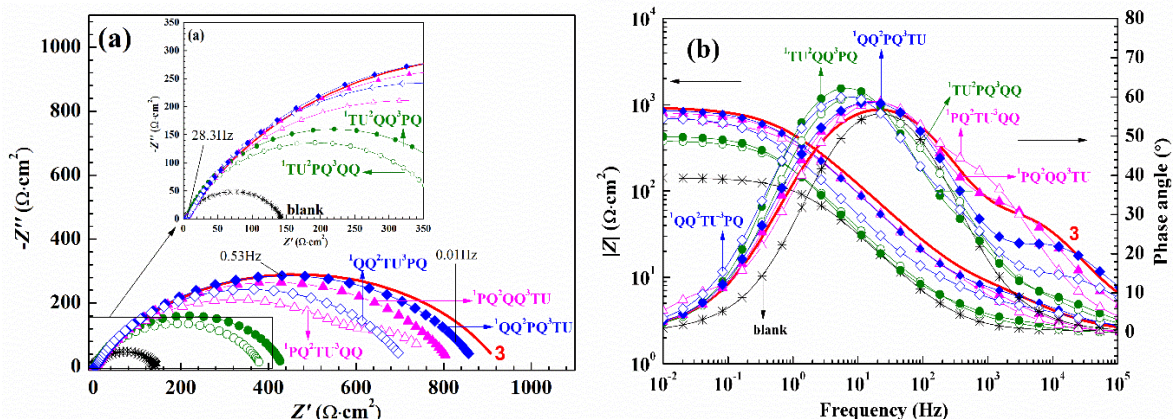 (a)
(a)
-Z'' (Ω·cm²)
350
300
250
200
150
100
50
0
28.3Hz
¹TU²QQ³PQ
¹TU²PQ³QQ
blank
0 50 100 150 200 250 300 350
Z' (Ω·cm²)
-Z'' (Ω·cm²)
1000
800
600
400
200
0
0.53Hz
0.01Hz
¹QQ²TU³PQ
¹PQ²QQ³TU
¹QQ²PQ³TU
3
¹PQ²TU³QQ
0 200 400 600 800 1000
Z' (Ω·cm²)
(b)
|Z| (Ω·cm²)
10⁴
10³
10²
10¹
10⁰
¹TU²QQ³PQ
¹QQ²PQ³TU
¹TU²PQ³QQ
¹PQ²TU³QQ
¹PQ²QQ³TU
¹QQ²TU³PQ
3
blank
80
70
60
50
40
30
20
10
0
Phase angle (°)
10⁻² 10⁻¹ 10⁰ 10¹ 10² 10³ 10⁴ 10⁵
Frequency (Hz)